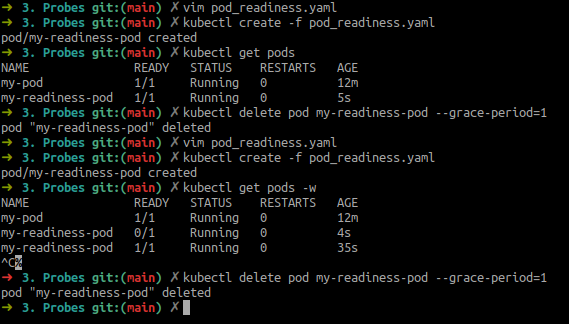 ➜ 3. Probes git:(main) ✗ vim pod_readiness.yaml
➜ 3. Probes git:(main) ✗ kubectl create -f pod_readiness.yaml
pod/my-readiness-pod created
➜ 3. Probes git:(main) ✗ kubectl get pods
NAME READY STATUS RESTARTS AGE
my-pod 1/1 Running 0 12m
my-readiness-pod 1/1 Running 0 5s
➜ 3. Probes git:(main) ✗ kubectl delete pod my-readiness-pod --grace-period=1
pod "my-readiness-pod" deleted
➜ 3. Probes git:(main) ✗ vim pod_readiness.yaml
➜ 3. Probes git:(main) ✗ kubectl create -f pod_readiness.yaml
pod/my-readiness-pod created
➜ 3. Probes git:(main) ✗ kubectl get pods -w
NAME READY STATUS RESTARTS AGE
my-pod 1/1 Running 0 12m
my-readiness-pod 0/1 Running 0 4s
my-readiness-pod 1/1 Running 0 35s
^C%
➜ 3. Probes git:(main) ✗ kubectl delete pod my-readiness-pod --grace-period=1
pod "my-readiness-pod" deleted
➜ 3. Probes git:(main) ✗